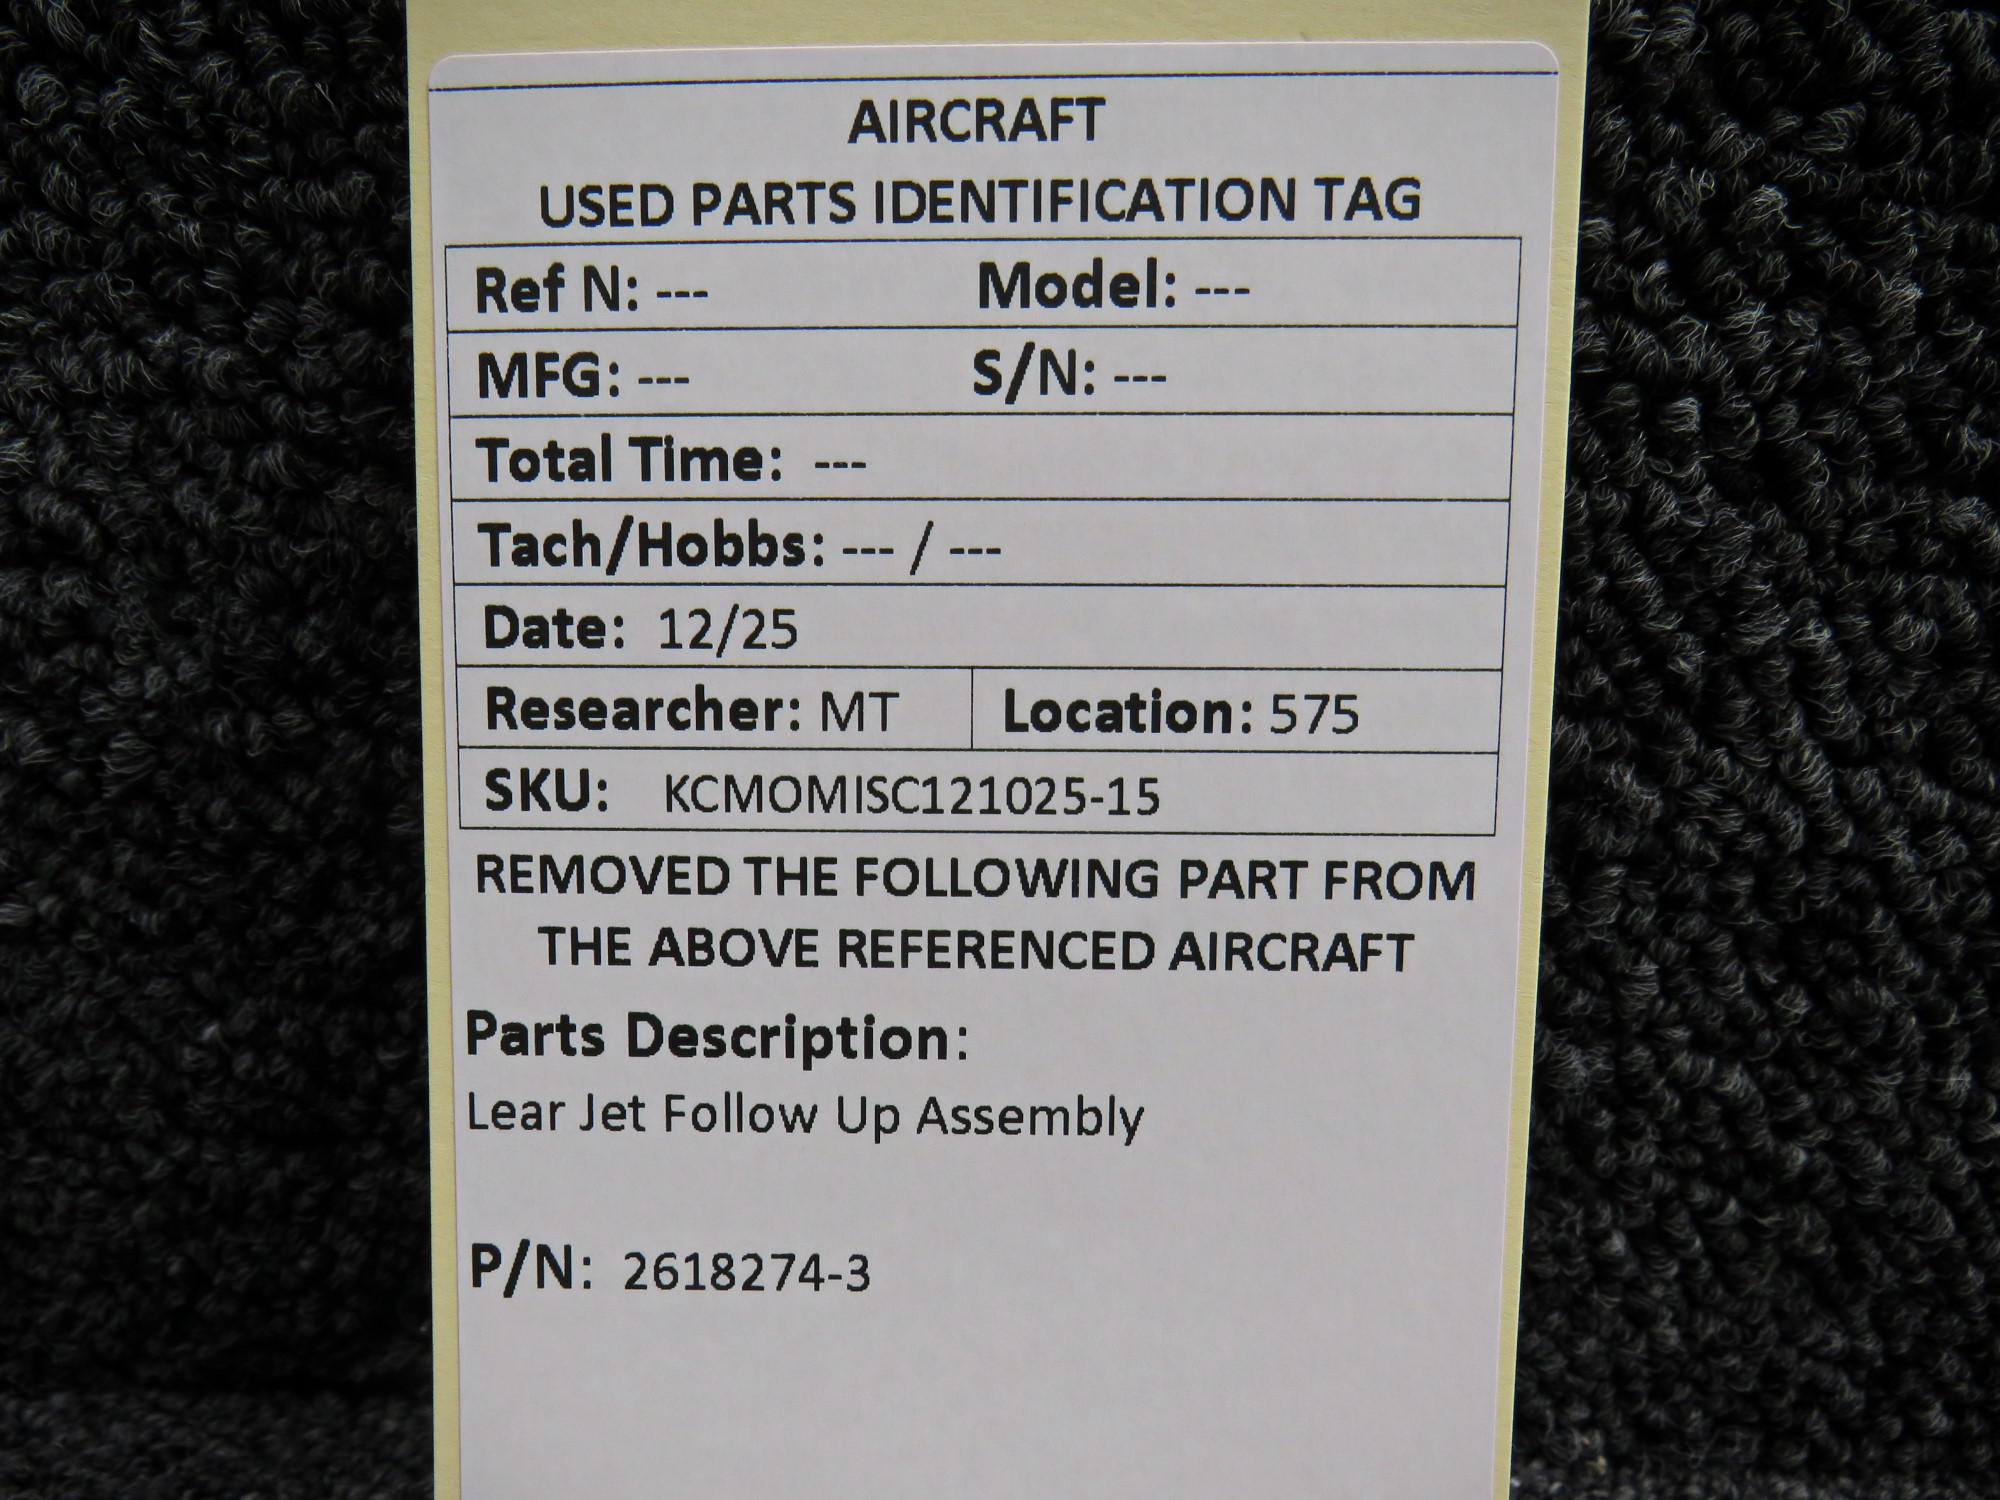 AIRCRAFT
USED PARTS IDENTIFICATION TAG
Ref N: --- Model: ---
MFG: --- S/N: ---
Total Time: ---
Tach/Hobbs: --- / ---
Date: 12/25
Researcher: MT Location: 575
SKU: KCMOMISC121025-15
REMOVED THE FOLLOWING PART FROM
THE ABOVE REFERENCED AIRCRAFT
Parts Description:
Lear Jet Follow Up Assembly
P/N: 2618274-3